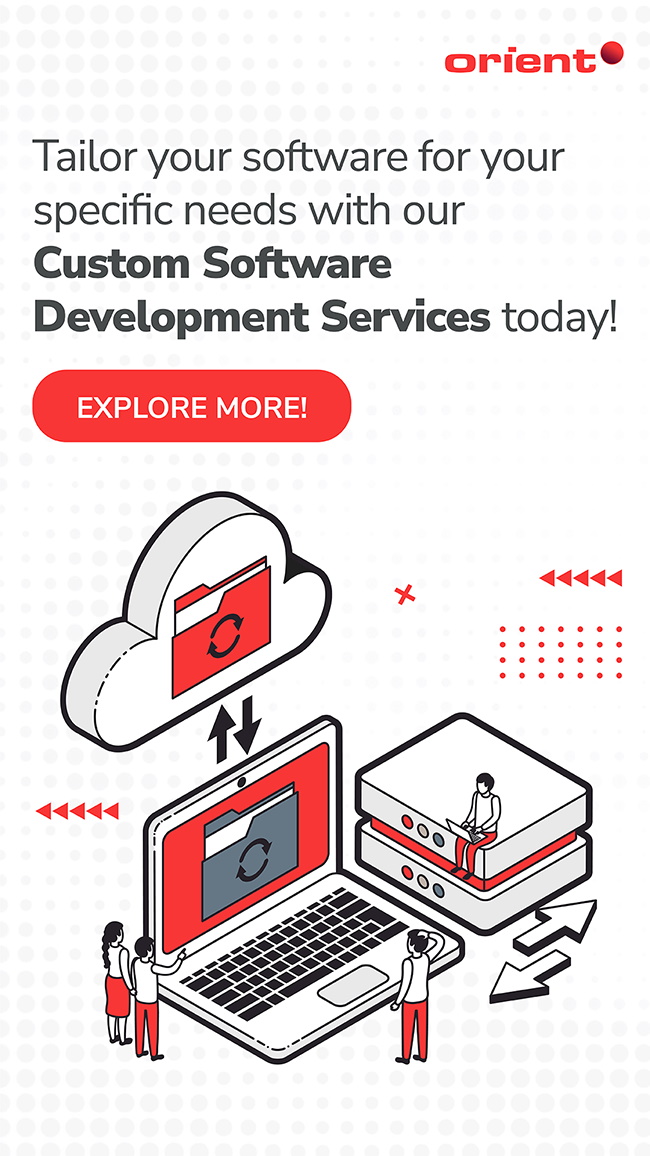 orient
Tailor your software for your
specific needs with our
Custom Software
Development Services today!
EXPLORE MORE!